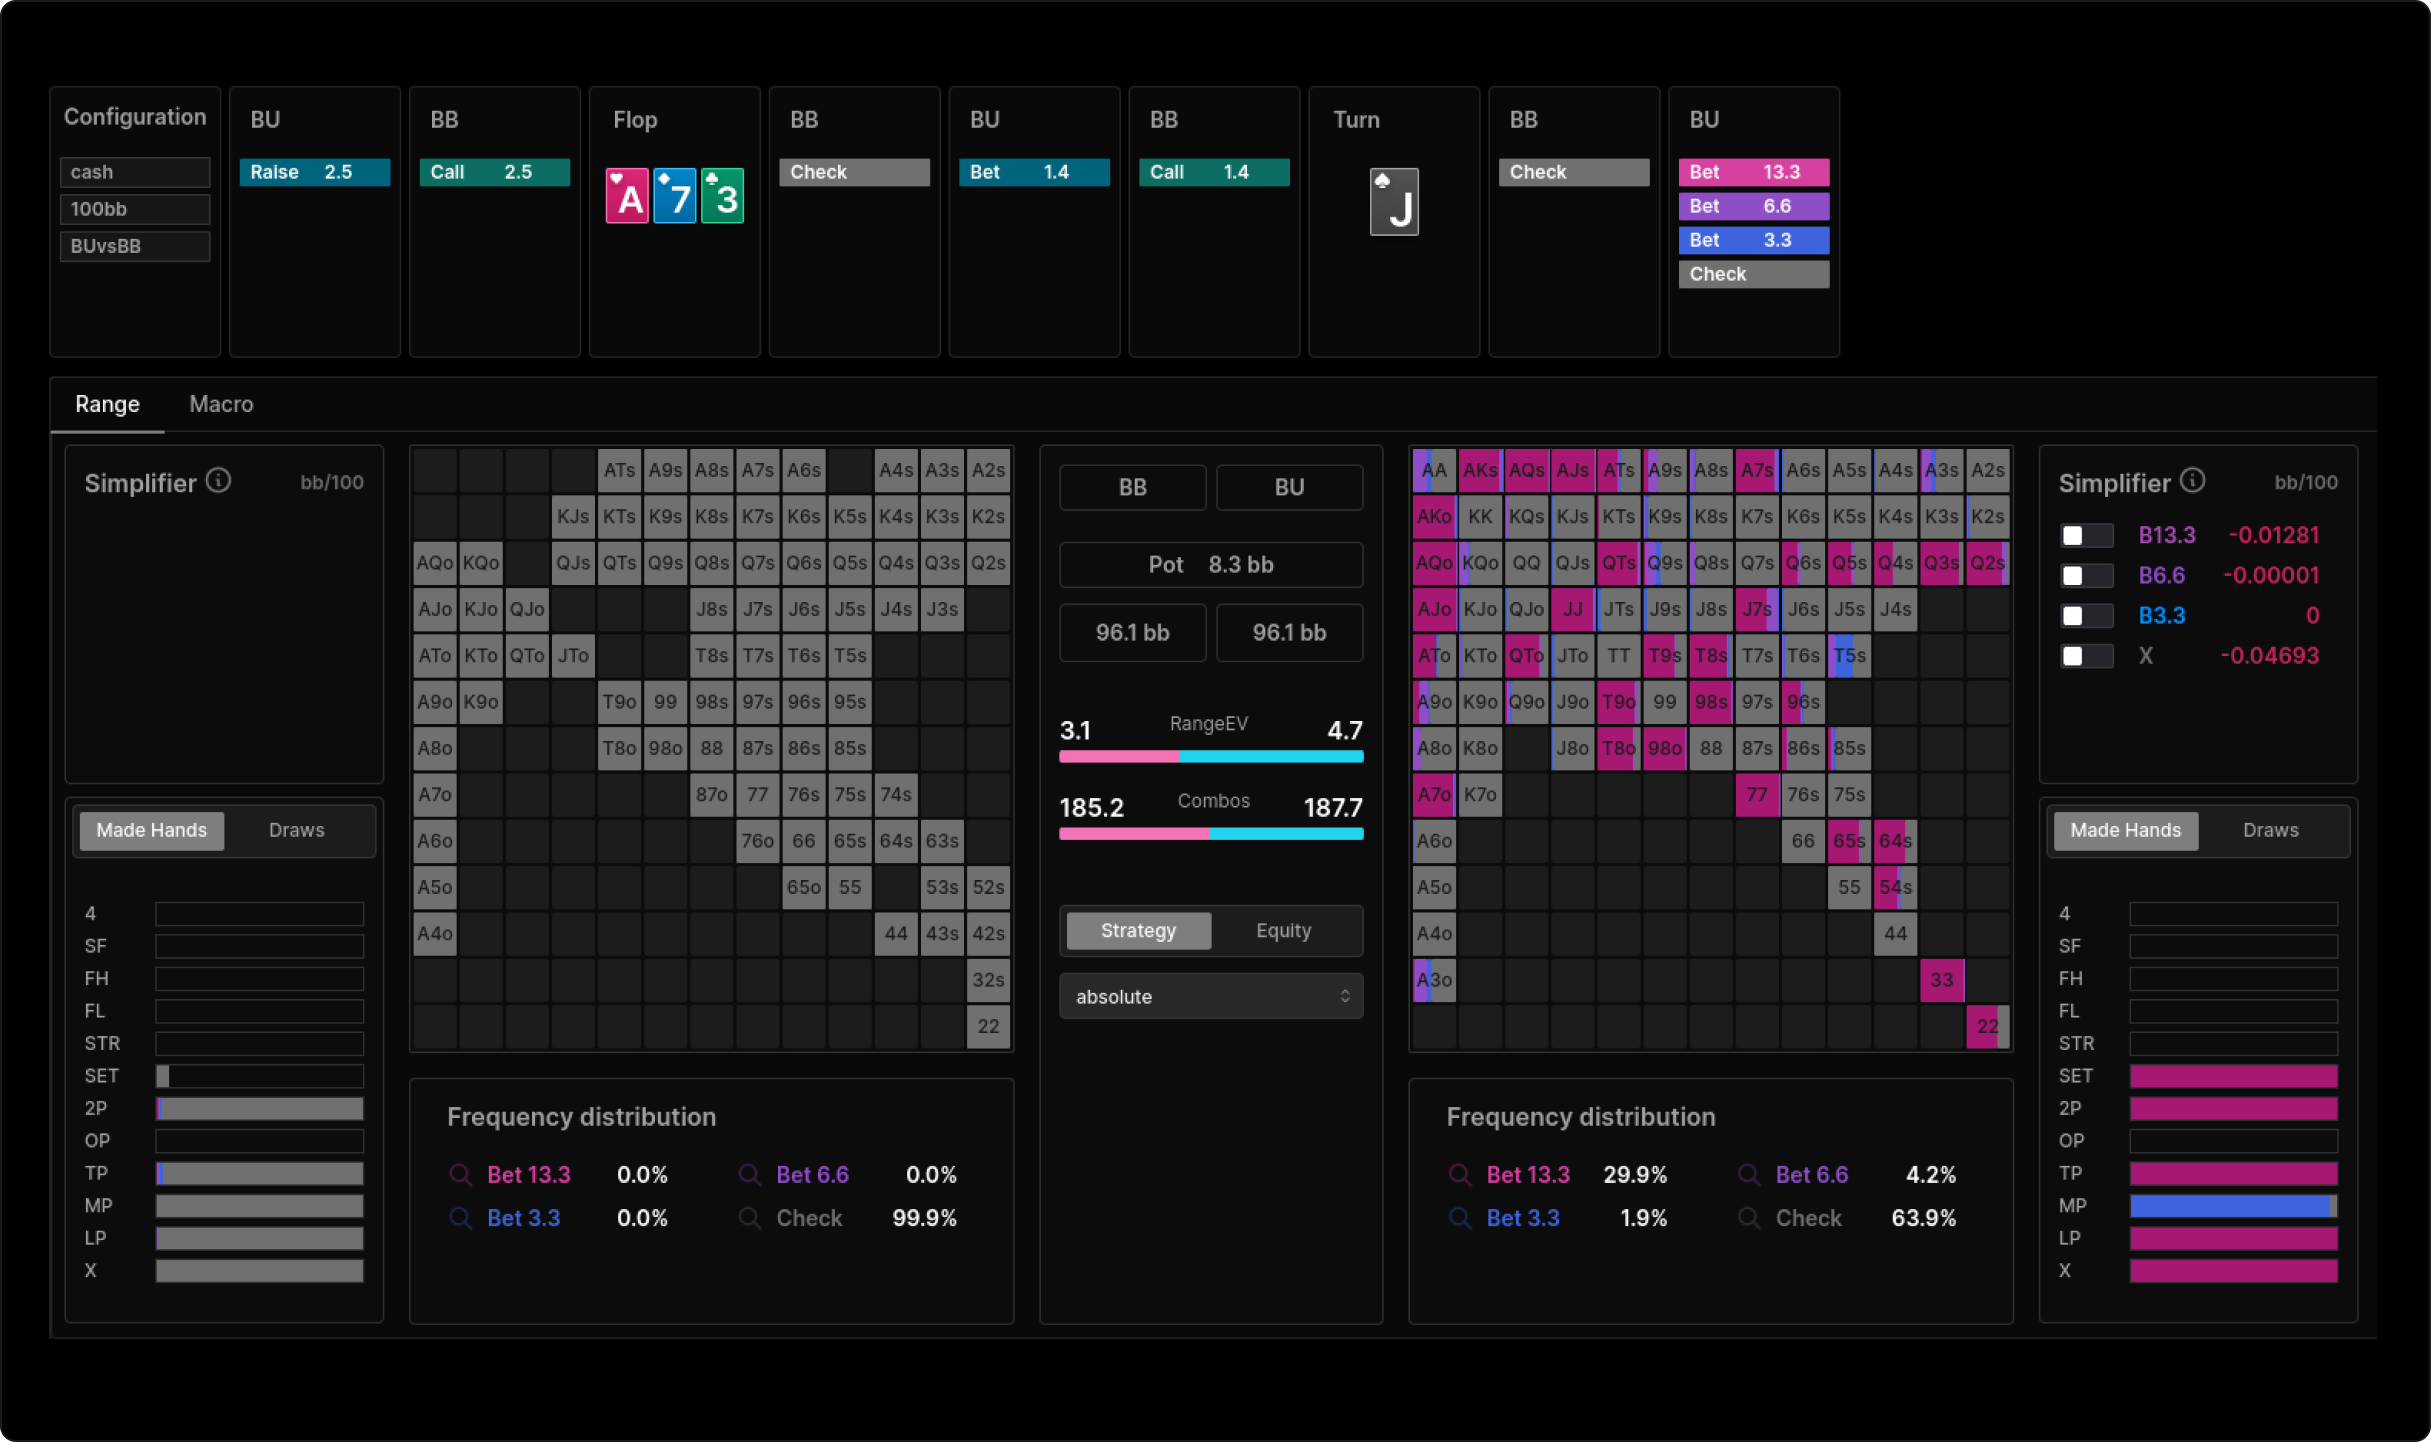 Configuration
cash
100bb
BUvsBB
BU
Raise 2.5
BB
Call 2.5
Flop
A 7 3
BB
Check
BU
Bet 1.4
BB
Call 1.4
Turn
J
BB
Check
BU
Bet 13.3
Bet 6.6
Bet 3.3
Check
Range Macro
Simplifier bb/100
Made Hands Draws
4
SF
FH
FL
STR
SET
2P
OP
TP
MP
LP
X
ATs A9s A8s A7s A6s A4s A3s A2s
KJs KTs K9s K8s K7s K6s K5s K4s K3s K2s
AQo KQo QJs QTs Q9s Q8s Q7s Q6s Q5s Q4s Q3s Q2s
AJo KJo QJo J8s J7s J6s J5s J4s J3s
ATo KTo QTo JTo T8s T7s T6s T5s
A9o K9o T9o 99 98s 97s 96s 95s
A8o T8o 98o 88 87s 86s 85s
A7o 87o 77 76s 75s 74s
A6o 76o 66 65s 64s 63s
A5o 65o 55 53s 52s
A4o 44 43s 42s
32s
22
Frequency distribution
Bet 13.3 0.0% Bet 6.6 0.0%
Bet 3.3 0.0% Check 99.9%
BB BU
Pot 8.3 bb
96.1 bb 96.1 bb
3.1 RangeEV 4.7
185.2 Combos 187.7
Strategy Equity
absolute
AA AKs AQs AJs ATs A9s A8s A7s A6s A5s A4s A3s A2s
AKo KK KQs KJs KTs K9s K8s K7s K6s K5s K4s K3s K2s
AQo KQo QQ QJs QTs Q9s Q8s Q7s Q6s Q5s Q4s Q3s Q2s
AJo KJo QJo JJ JTs J9s J8s J7s J6s J5s J4s
ATo KTo QTo JTo TT T9s T8s T7s T6s T5s
A9o K9o Q9o J9o T9o 99 98s 97s 96s
A8o K8o J8o T8o 98o 88 87s 86s 85s
A7o K7o 77 76s 75s
A6o 66 65s 64s
A5o 55 54s
A4o 44
A3o 33
22
Frequency distribution
Bet 13.3 29.9% Bet 6.6 4.2%
Bet 3.3 1.9% Check 63.9%
Simplifier bb/100
B13.3 -0.01281
B6.6 -0.00001
B3.3 0
X -0.04693
Made Hands Draws
4
SF
FH
FL
STR
SET
2P
OP
TP
MP
LP
X